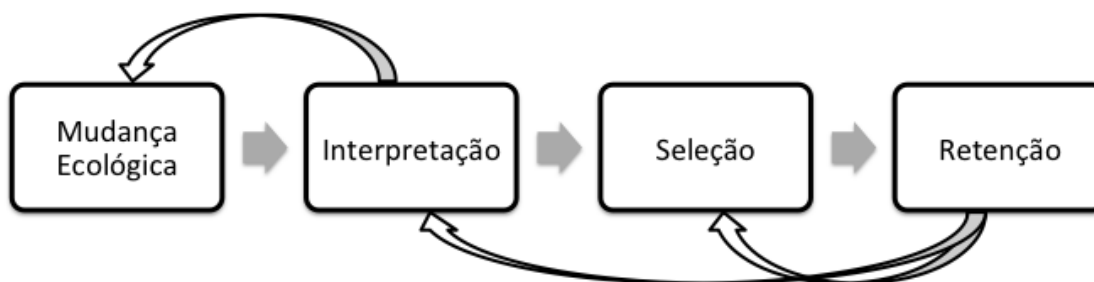 Mudança
Ecológica
Interpretação
Seleção
Retenção